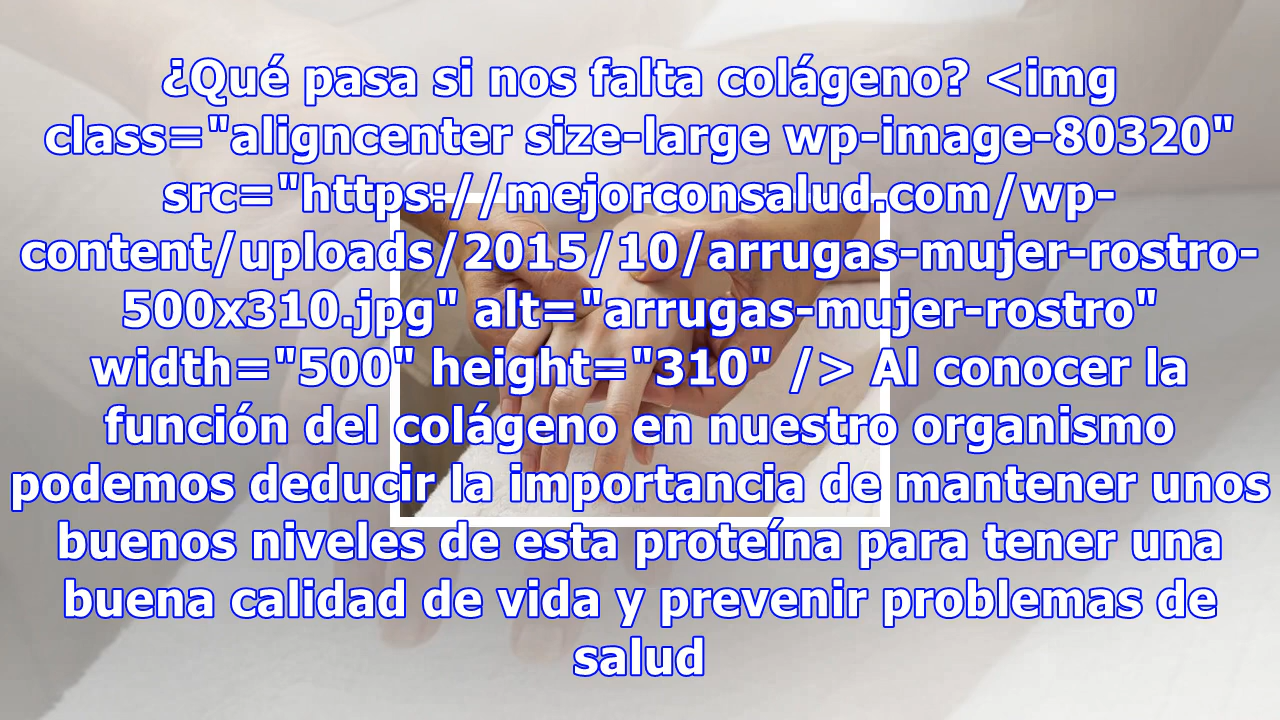 ¿Qué pasa si nos falta colágeno? <img
class="aligncenter size-large wp-image-80320"
src="https://mejorconsalud.com/wp-
content/uploads/2015/10/arrugas-mujer-rostro-
500x310.jpg" alt="arrugas-mujer-rostro"
width="500" height="310" /> Al conocer la
función del colágeno en nuestro organismo
podemos deducir la importancia de mantener unos
buenos niveles de esta proteína para tener una
buena calidad de vida y prevenir problemas de
salud